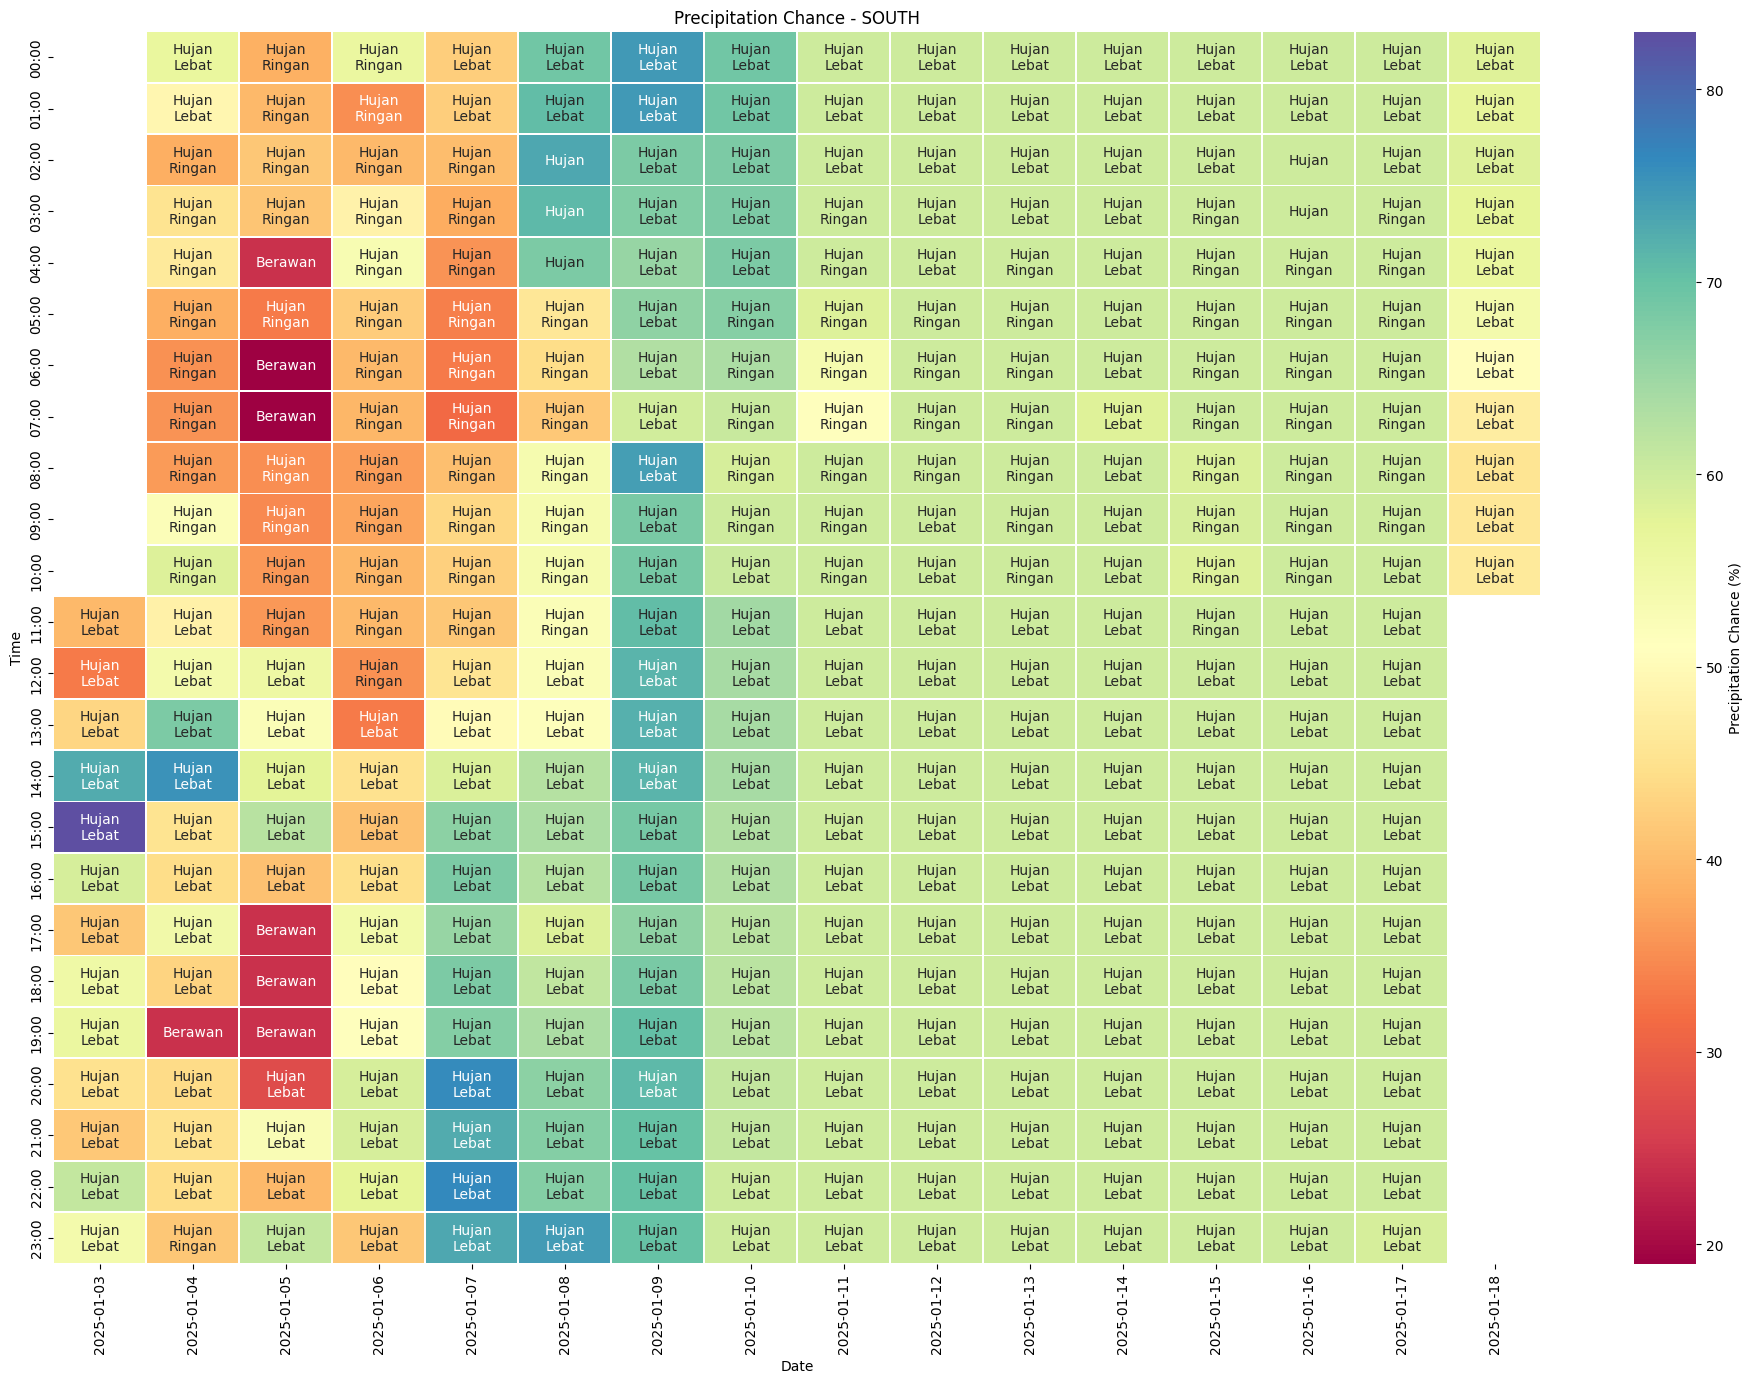 Precipitation Chance - SOUTH
00:00 Hujan Lebat Hujan Ringan Hujan Ringan Hujan Lebat Hujan Lebat Hujan Lebat Hujan Lebat Hujan Lebat Hujan Lebat Hujan Lebat Hujan Lebat Hujan Lebat Hujan Lebat Hujan Lebat Hujan Lebat
01:00 Hujan Lebat Hujan Ringan Hujan Ringan Hujan Lebat Hujan Lebat Hujan Lebat Hujan Lebat Hujan Lebat Hujan Lebat Hujan Lebat Hujan Lebat Hujan Lebat Hujan Lebat Hujan Lebat Hujan Lebat
02:00 Hujan Ringan Hujan Ringan Hujan Ringan Hujan Ringan Hujan Hujan Lebat Hujan Lebat Hujan Lebat Hujan Lebat Hujan Lebat Hujan Lebat Hujan Lebat Hujan Hujan Lebat Hujan Lebat
03:00 Hujan Ringan Hujan Ringan Hujan Ringan Hujan Ringan Hujan Hujan Lebat Hujan Lebat Hujan Ringan Hujan Lebat Hujan Lebat Hujan Lebat Hujan Ringan Hujan Hujan Ringan Hujan Lebat
04:00 Hujan Ringan Berawan Hujan Ringan Hujan Ringan Hujan Hujan Lebat Hujan Lebat Hujan Ringan Hujan Lebat Hujan Ringan Hujan Lebat Hujan Ringan Hujan Ringan Hujan Ringan Hujan Lebat
05:00 Hujan Ringan Hujan Ringan Hujan Ringan Hujan Ringan Hujan Ringan Hujan Lebat Hujan Ringan Hujan Ringan Hujan Ringan Hujan Ringan Hujan Lebat Hujan Ringan Hujan Ringan Hujan Ringan Hujan Lebat
06:00 Hujan Ringan Berawan Hujan Ringan Hujan Ringan Hujan Ringan Hujan Lebat Hujan Ringan Hujan Ringan Hujan Ringan Hujan Ringan Hujan Lebat Hujan Ringan Hujan Ringan Hujan Ringan Hujan Lebat
07:00 Hujan Ringan Berawan Hujan Ringan Hujan Ringan Hujan Ringan Hujan Lebat Hujan Ringan Hujan Ringan Hujan Ringan Hujan Ringan Hujan Lebat Hujan Ringan Hujan Ringan Hujan Ringan Hujan Lebat
08:00 Hujan Ringan Hujan Ringan Hujan Ringan Hujan Ringan Hujan Ringan Hujan Lebat Hujan Ringan Hujan Ringan Hujan Ringan Hujan Ringan Hujan Lebat Hujan Ringan Hujan Ringan Hujan Ringan Hujan Lebat
09:00 Hujan Ringan Hujan Ringan Hujan Ringan Hujan Ringan Hujan Ringan Hujan Lebat Hujan Ringan Hujan Ringan Hujan Lebat Hujan Ringan Hujan Lebat Hujan Ringan Hujan Ringan Hujan Ringan Hujan Lebat
10:00 Hujan Ringan Hujan Ringan Hujan Ringan Hujan Ringan Hujan Ringan Hujan Lebat Hujan Lebat Hujan Ringan Hujan Lebat Hujan Ringan Hujan Lebat Hujan Ringan Hujan Ringan Hujan Lebat Hujan Lebat
11:00 Hujan Lebat Hujan Lebat Hujan Ringan Hujan Ringan Hujan Ringan Hujan Ringan Hujan Lebat Hujan Lebat Hujan Lebat Hujan Lebat Hujan Lebat Hujan Lebat Hujan Ringan Hujan Lebat Hujan Lebat
12:00 Hujan Lebat Hujan Lebat Hujan Lebat Hujan Ringan Hujan Lebat Hujan Lebat Hujan Lebat Hujan Lebat Hujan Lebat Hujan Lebat Hujan Lebat Hujan Lebat Hujan Lebat Hujan Lebat Hujan Lebat
13:00 Hujan Lebat Hujan Lebat Hujan Lebat Hujan Lebat Hujan Lebat Hujan Lebat Hujan Lebat Hujan Lebat Hujan Lebat Hujan Lebat Hujan Lebat Hujan Lebat Hujan Lebat Hujan Lebat Hujan Lebat
14:00 Hujan Lebat Hujan Lebat Hujan Lebat Hujan Lebat Hujan Lebat Hujan Lebat Hujan Lebat Hujan Lebat Hujan Lebat Hujan Lebat Hujan Lebat Hujan Lebat Hujan Lebat Hujan Lebat Hujan Lebat
15:00 Hujan Lebat Hujan Lebat Hujan Lebat Hujan Lebat Hujan Lebat Hujan Lebat Hujan Lebat Hujan Lebat Hujan Lebat Hujan Lebat Hujan Lebat Hujan Lebat Hujan Lebat Hujan Lebat Hujan Lebat
16:00 Hujan Lebat Hujan Lebat Hujan Lebat Hujan Lebat Hujan Lebat Hujan Lebat Hujan Lebat Hujan Lebat Hujan Lebat Hujan Lebat Hujan Lebat Hujan Lebat Hujan Lebat Hujan Lebat Hujan Lebat
17:00 Hujan Lebat Hujan Lebat Berawan Hujan Lebat Hujan Lebat Hujan Lebat Hujan Lebat Hujan Lebat Hujan Lebat Hujan Lebat Hujan Lebat Hujan Lebat Hujan Lebat Hujan Lebat Hujan Lebat
18:00 Hujan Lebat Hujan Lebat Berawan Hujan Lebat Hujan Lebat Hujan Lebat Hujan Lebat Hujan Lebat Hujan Lebat Hujan Lebat Hujan Lebat Hujan Lebat Hujan Lebat Hujan Lebat Hujan Lebat
19:00 Hujan Lebat Berawan Berawan Hujan Lebat Hujan Lebat Hujan Lebat Hujan Lebat Hujan Lebat Hujan Lebat Hujan Lebat Hujan Lebat Hujan Lebat Hujan Lebat Hujan Lebat Hujan Lebat
20:00 Hujan Lebat Hujan Lebat Hujan Lebat Hujan Lebat Hujan Lebat Hujan Lebat Hujan Lebat Hujan Lebat Hujan Lebat Hujan Lebat Hujan Lebat Hujan Lebat Hujan Lebat Hujan Lebat Hujan Lebat
21:00 Hujan Lebat Hujan Lebat Hujan Lebat Hujan Lebat Hujan Lebat Hujan Lebat Hujan Lebat Hujan Lebat Hujan Lebat Hujan Lebat Hujan Lebat Hujan Lebat Hujan Lebat Hujan Lebat Hujan Lebat
22:00 Hujan Lebat Hujan Lebat Hujan Lebat Hujan Lebat Hujan Lebat Hujan Lebat Hujan Lebat Hujan Lebat Hujan Lebat Hujan Lebat Hujan Lebat Hujan Lebat Hujan Lebat Hujan Lebat Hujan Lebat
23:00 Hujan Lebat Hujan Ringan Hujan Lebat Hujan Lebat Hujan Lebat Hujan Lebat Hujan Lebat Hujan Lebat Hujan Lebat Hujan Lebat Hujan Lebat Hujan Lebat Hujan Lebat Hujan Lebat Hujan Lebat
Time
2025-01-03 2025-01-04 2025-01-05 2025-01-06 2025-01-07 2025-01-08 2025-01-09 2025-01-10 2025-01-11 2025-01-12 2025-01-13 2025-01-14 2025-01-15 2025-01-16 2025-01-17 2025-01-18
Date
80
70
60
50
40
30
20
Precipitation Chance (%)